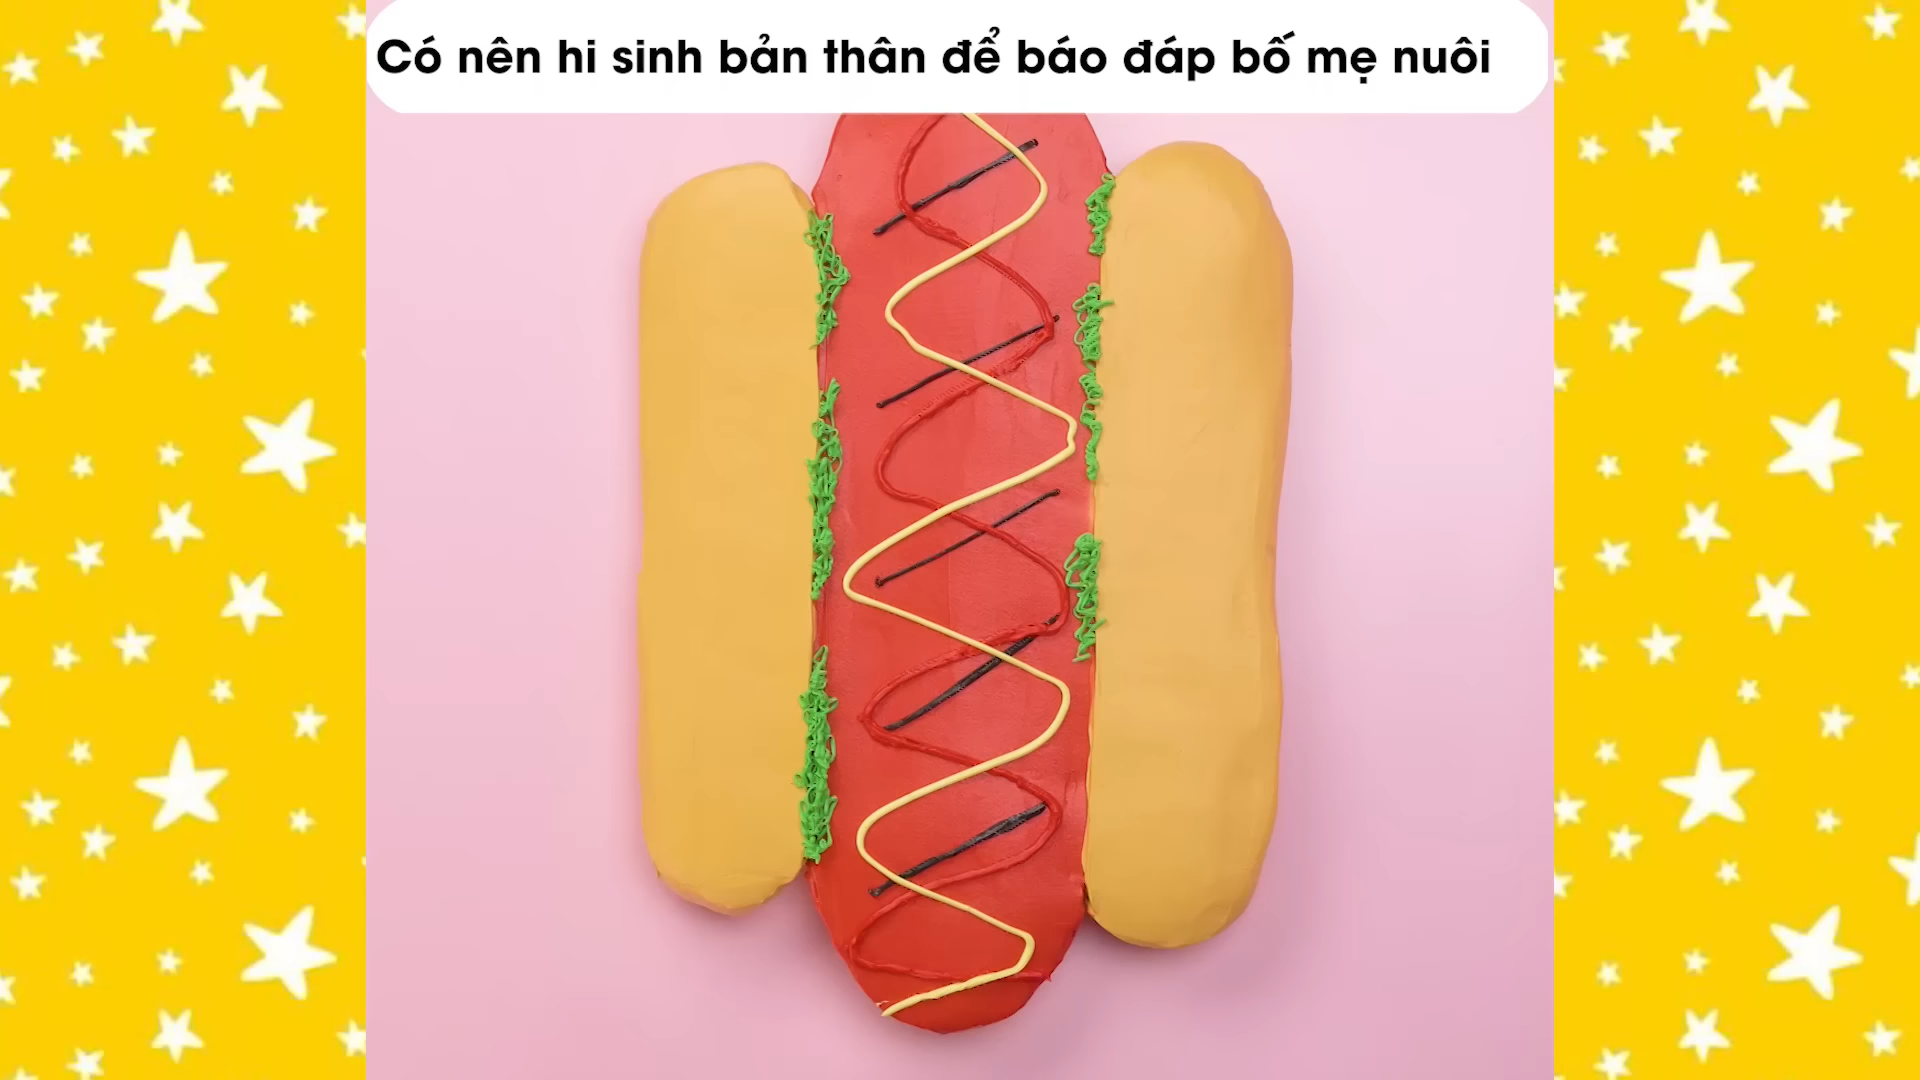 Có nên hi sinh bản thân để báo đáp bố mẹ nuôi